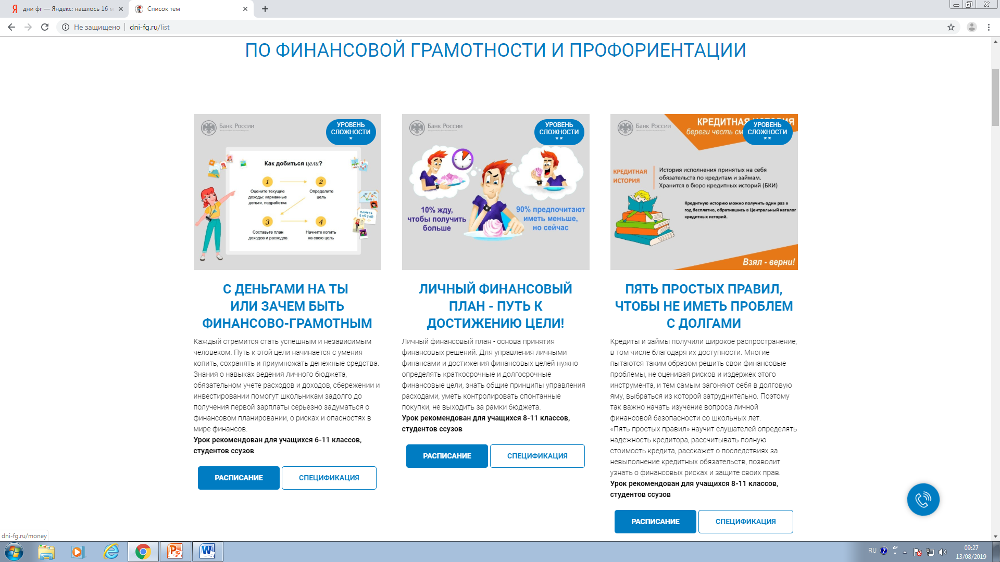 дни фг — Яндекс: нашлось 16 м
Список тем
Не защищено
dni-fg.ru/list
ПО ФИНАНСОВОЙ ГРАМОТНОСТИ И ПРОФОРИЕНТАЦИИ
Банк России
УРОВЕНЬ
СЛОЖНОСТИ
*
Как добиться цели?
1
2
Оцените текущие
доходы: карманные
деньги, подработка
Определите
цель
3
4
Составьте план
доходов и расходов
Начните копить
на свою цель
С ДЕНЬГАМИ НА ТЫ
ИЛИ ЗАЧЕМ БЫТЬ
ФИНАНСОВО-ГРАМОТНЫМ
Каждый стремится стать успешным и независимым
человеком. Путь к этой цели начинается с умения
копить, сохранять и приумножать денежные средства.
Знания о навыках ведения личного бюджета,
обязательном учете расходов и доходов, сбережении и
инвестировании помогут школьникам задолго до
получения первой зарплаты серьезно задуматься о
финансовом планировании, о рисках и опасностях в
мире финансов.
Урок рекомендован для учащихся 6-11 классов,
студентов ссузов
РАСПИСАНИЕ
СПЕЦИФИКАЦИЯ
Банк России
УРОВЕНЬ
СЛОЖНОСТИ
**
10% жду,
чтобы получить
больше
90% предпочитают
иметь меньше,
но сейчас
ЛИЧНЫЙ ФИНАНСОВЫЙ
ПЛАН - ПУТЬ К
ДОСТИЖЕНИЮ ЦЕЛИ!
Личный финансовый план - основа принятия
финансовых решений. Для управления личными
финансами и достижения финансовых целей нужно
определять краткосрочные и долгосрочные
финансовые цели, знать общие принципы управления
расходами, уметь контролировать спонтанные
покупки, не выходить за рамки бюджета.
Урок рекомендован для учащихся 8-11 классов,
студентов ссузов
РАСПИСАНИЕ
СПЕЦИФИКАЦИЯ
Банк России
КРЕДИТНАЯ
береги честь
УРОВЕНЬ
СЛОЖНОСТИ
**
КРЕДИТНАЯ
ИСТОРИЯ
История исполнения принятых на себя
обязательств по кредитам и займам.
Хранится в бюро кредитных историй (БКИ)
Кредитную историю можно получить один раз в
год бесплатно, обратившись в Центральный каталог
кредитных историй.
Взял - верни!
ПЯТЬ ПРОСТЫХ ПРАВИЛ,
ЧТОБЫ НЕ ИМЕТЬ ПРОБЛЕМ
С ДОЛГАМИ
Кредиты и займы получили широкое распространение,
в том числе благодаря их доступности. Многие
пытаются таким образом решить свои финансовые
проблемы, не оценивая рисков и издержек этого
инструмента, и тем самым загоняют себя в долговую
яму, выбраться из которой затруднительно. Поэтому
так важно начать изучение вопроса личной
финансовой безопасности со школьных лет.
«Пять простых правил» научит слушателей определять
надежность кредитора, рассчитывать полную
стоимость кредита, расскажет о последствиях за
невыполнение кредитных обязательств, позволит
узнать о финансовых рисках и защите своих прав.
Урок рекомендован для учащихся 8-11 классов,
студентов ссузов
РАСПИСАНИЕ
СПЕЦИФИКАЦИЯ
dni-fg.ru/money
RU
09:27
13/08/2019